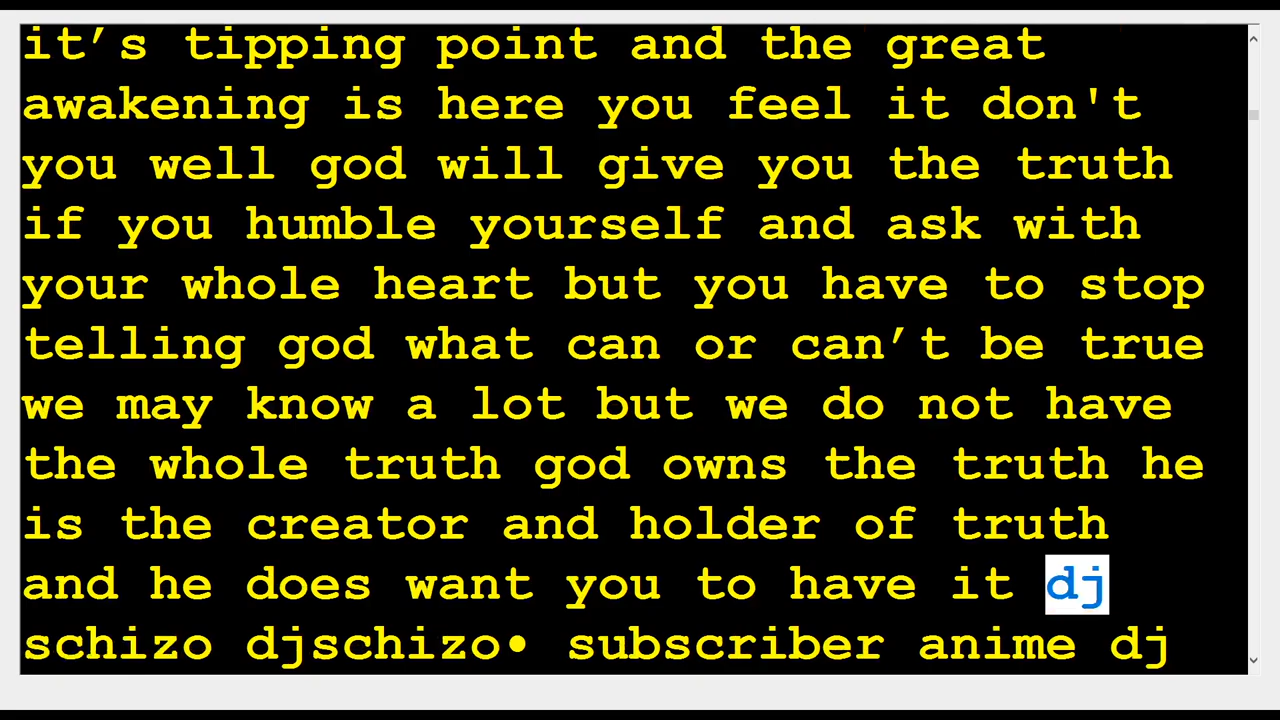 it’s tipping point and the great
awakening is here you feel it don't
you well god will give you the truth
if you humble yourself and ask with
your whole heart but you have to stop
telling god what can or can’t be true
we may know a lot but we do not have
the whole truth god owns the truth he
is the creator and holder of truth
and he does want you to have it dj
schizo djschizo• subscriber anime dj